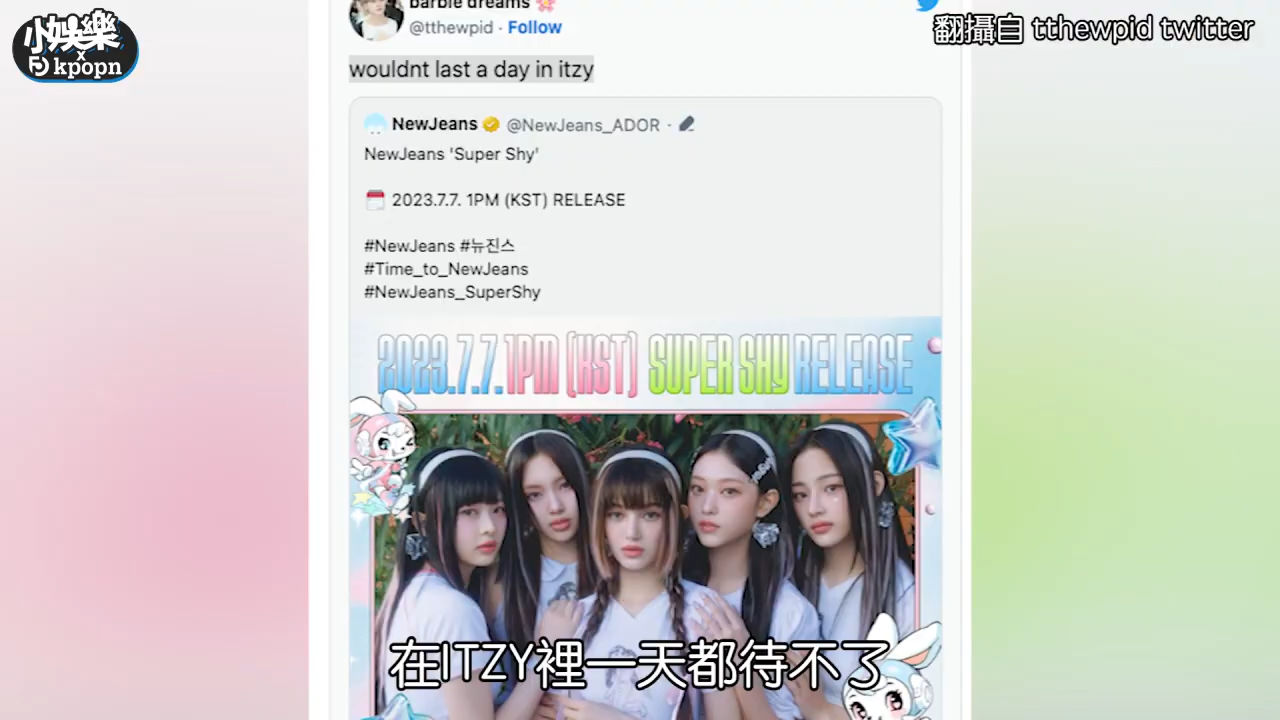 小娛樂
x
kpopn
翻攝自 tthewpid twitter
barbie dreams
@tthewpid · Follow
wouldnt last a day in itzy
NewJeans @NewJeans_ADOR ·
NewJeans 'Super Shy'
2023.7.7. 1PM (KST) RELEASE
#NewJeans #뉴진스
#Time_to_NewJeans
#NewJeans_SuperShy
2023.7.7.1PM (KST) SUPER SHY RELEASE
在ITZY裡一天都待不了